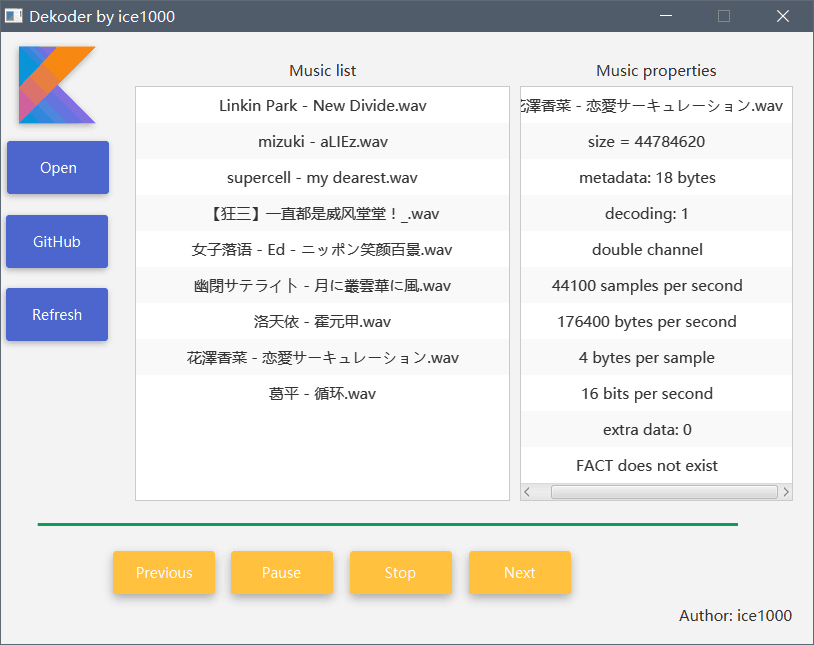 Dekoder by ice1000
Music list
Music properties
Open
GitHub
Refresh
Linkin Park - New Divide.wav
mizuki - aLIEz.wav
supercell - my dearest.wav
【狂三】一直都是威风堂堂！_.wav
女子落语 - Ed - ニッポン笑颜百景.wav
幽閉サテライト - 月に叢雲華に風.wav
洛天依 - 霍元甲.wav
花澤香菜 - 恋愛サーキュレーション.wav
葛平 - 循环.wav
花澤香菜 - 恋愛サーキュレーション.wav
size = 44784620
metadata: 18 bytes
decoding: 1
double channel
44100 samples per second
176400 bytes per second
4 bytes per sample
16 bits per second
extra data: 0
FACT does not exist
Previous
Pause
Stop
Next
Author: ice1000